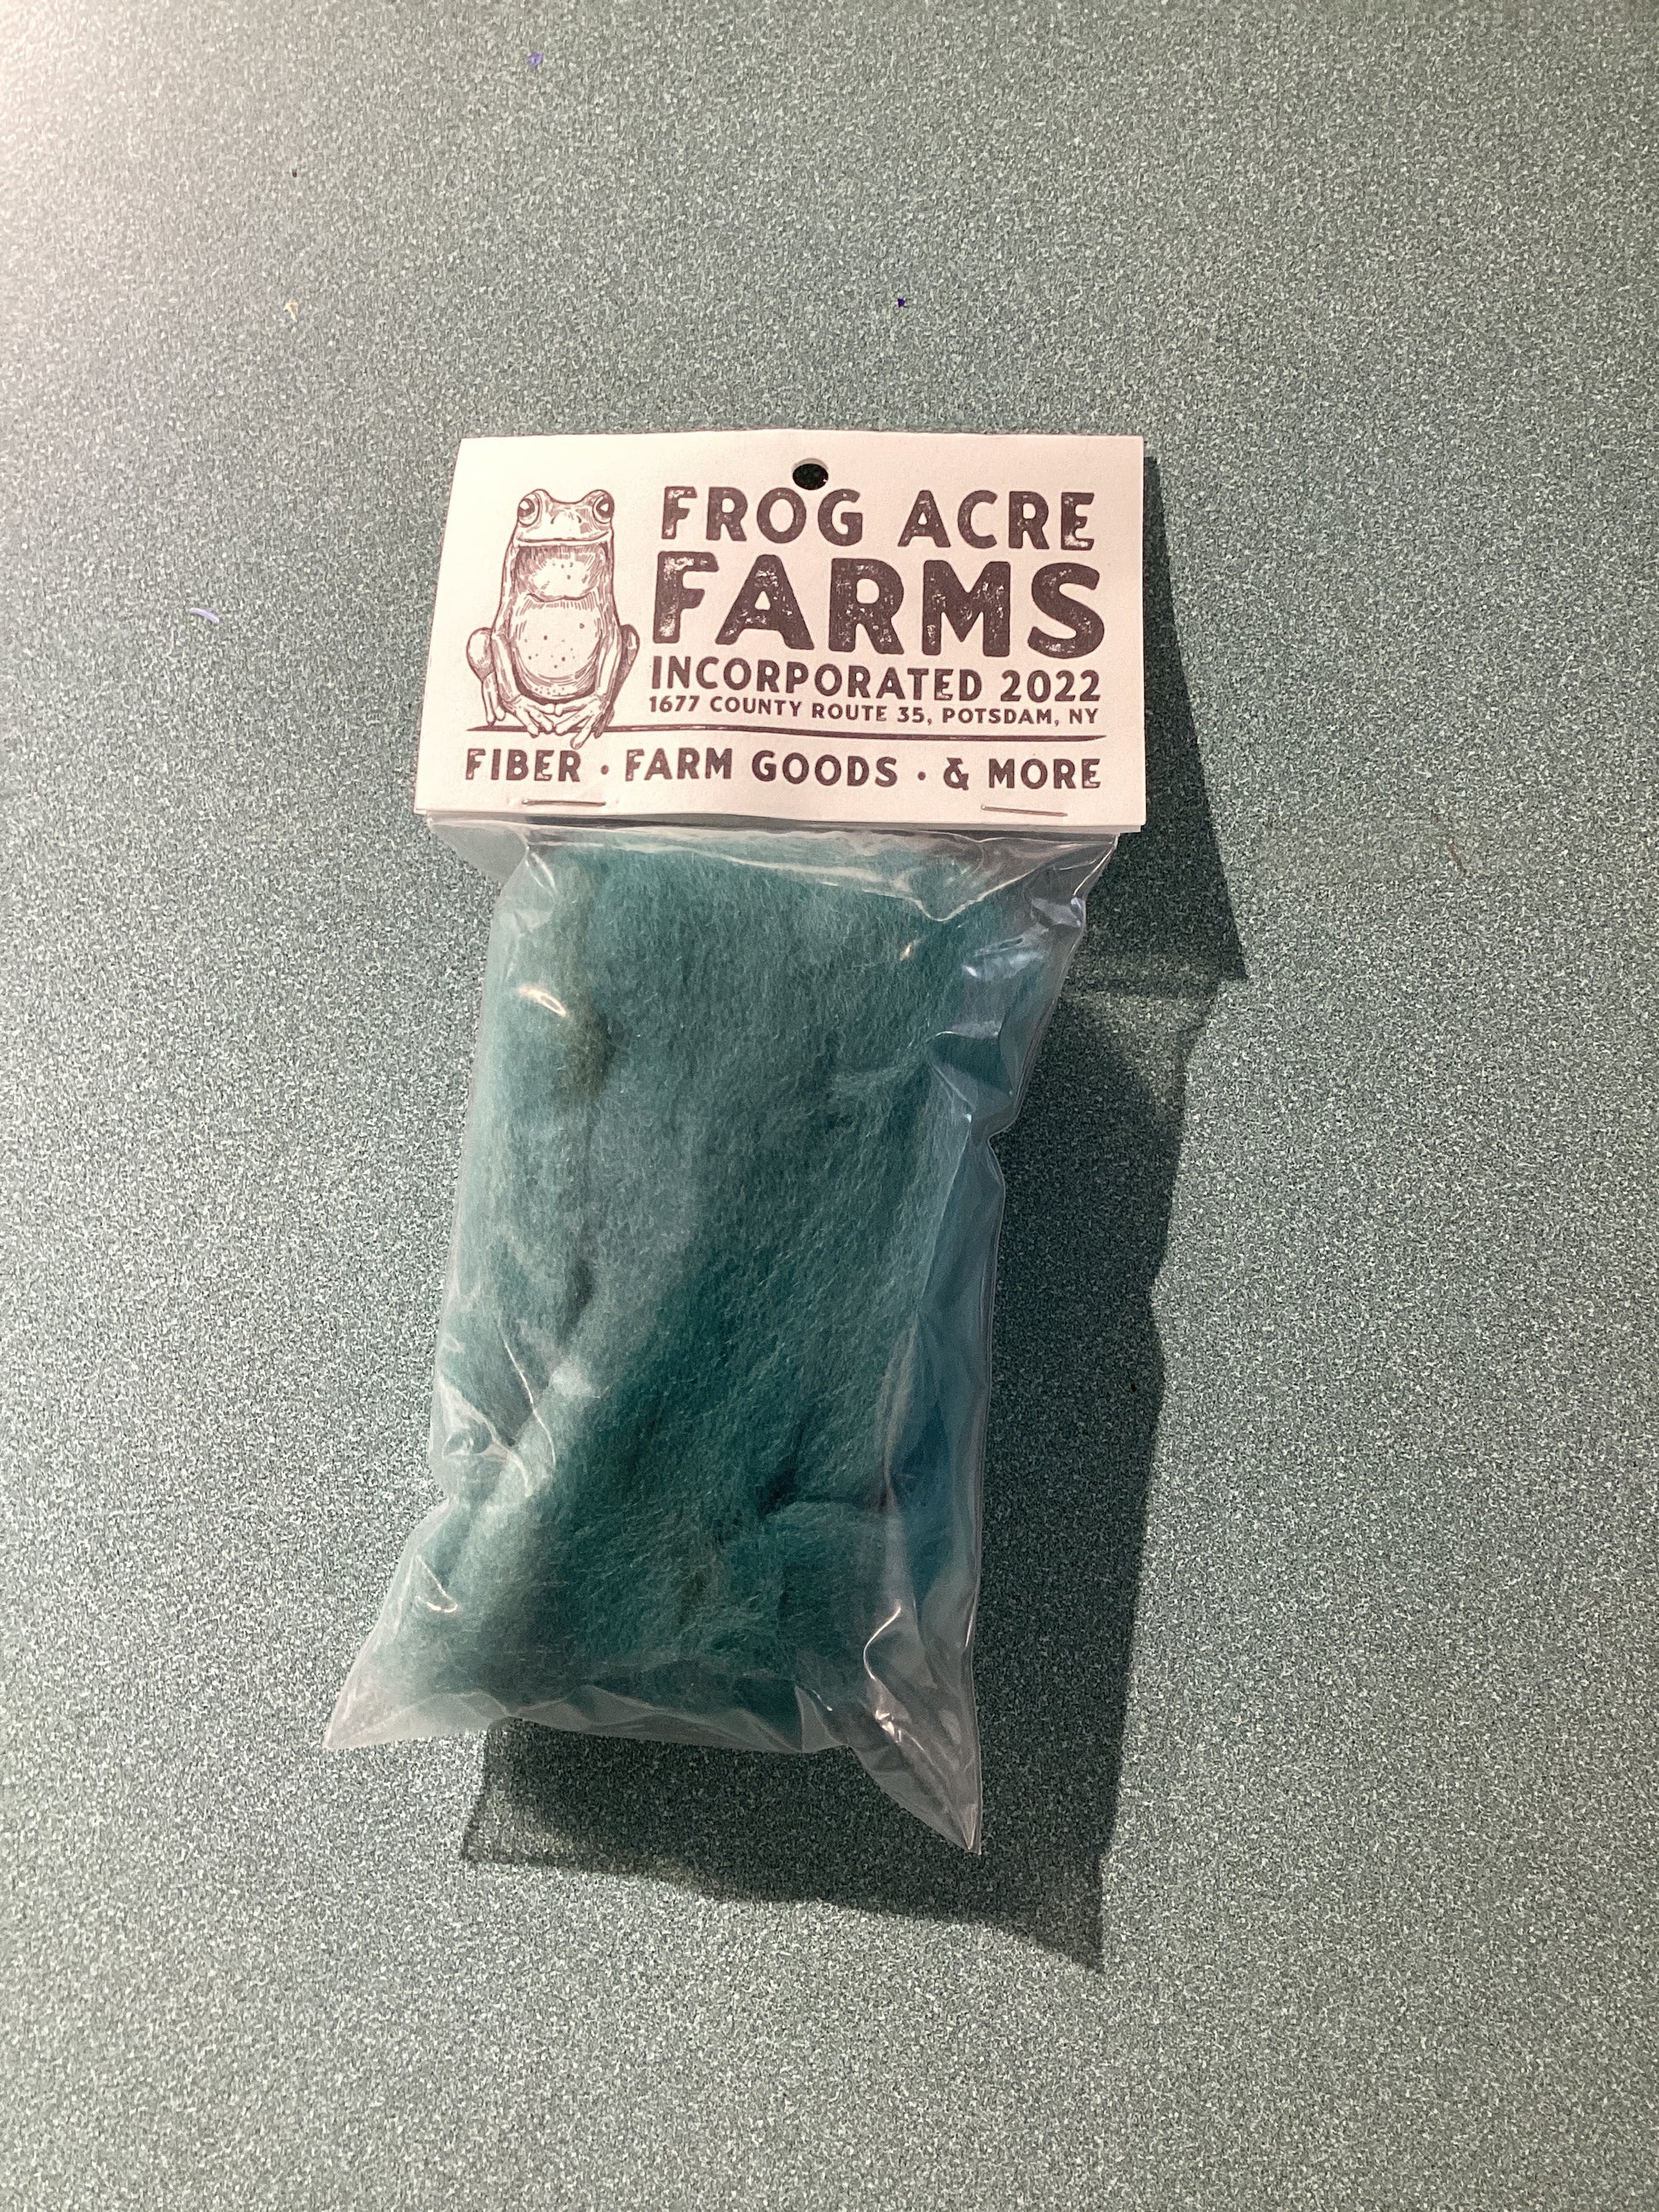 FROG ACRE
FARMS
INCORPORATED 2022
1677 COUNTY ROUTE 35, POTSDAM, NY
FIBER · FARM GOODS · & MORE